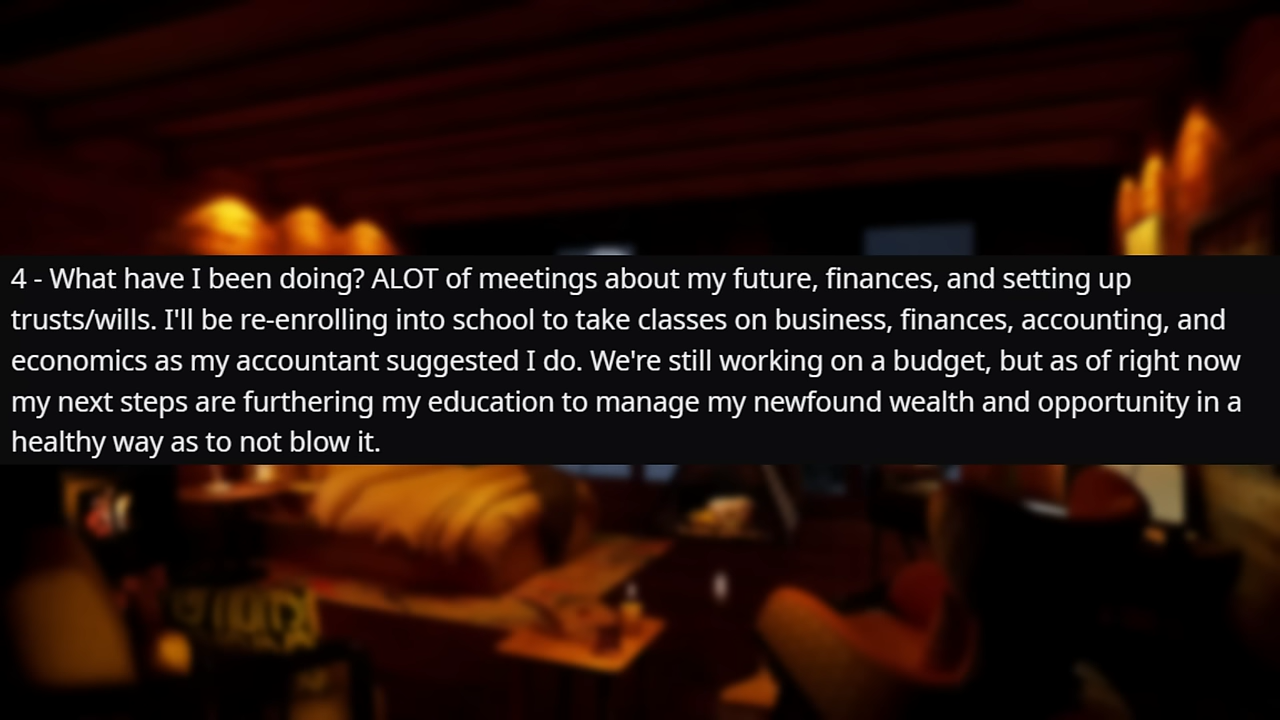 4 - What have I been doing? ALOT of meetings about my future, finances, and setting up
trusts/wills. I'll be re-enrolling into school to take classes on business, finances, accounting, and
economics as my accountant suggested I do. We're still working on a budget, but as of right now
my next steps are furthering my education to manage my newfound wealth and opportunity in a
healthy way as to not blow it.